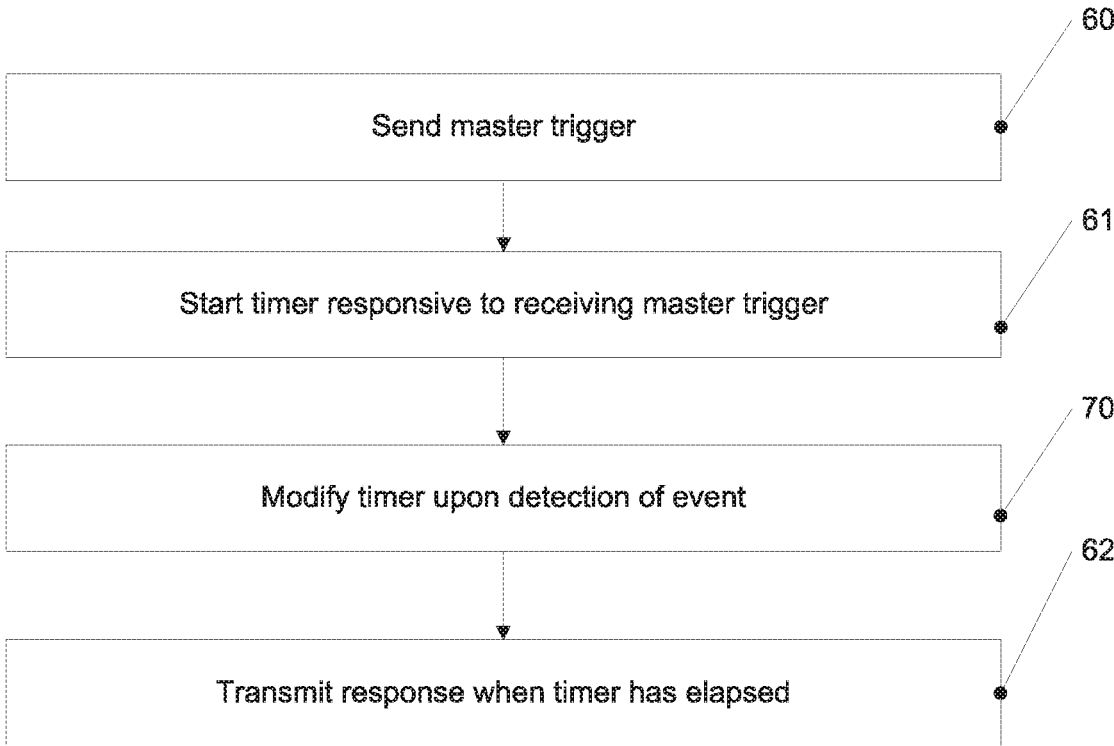 60
Send master trigger
61
Start timer responsive to receiving master trigger
70
Modify timer upon detection of event
62
Transmit response when timer has elapsed